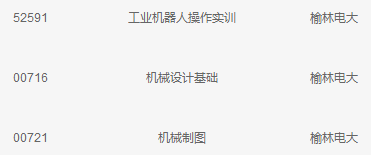 52591 工业机器人操作实训 榆林电大
00716 机械设计基础 榆林电大
00721 机械制图 榆林电大